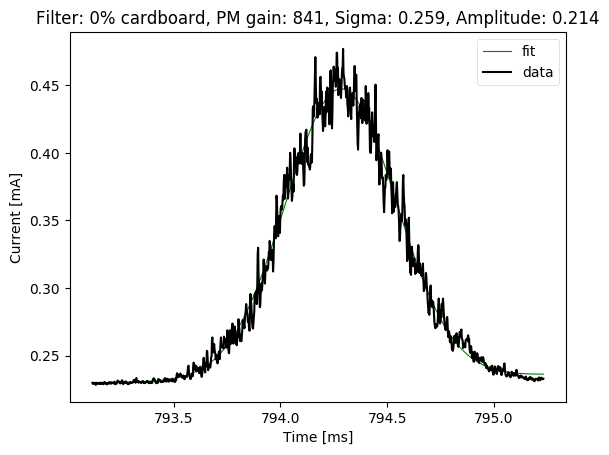 Filter: 0% cardboard, PM gain: 841, Sigma: 0.259, Amplitude: 0.214
fit
data
0.45
0.40
0.35
0.30
0.25
Current [mA]
793.5 794.0 794.5 795.0
Time [ms]